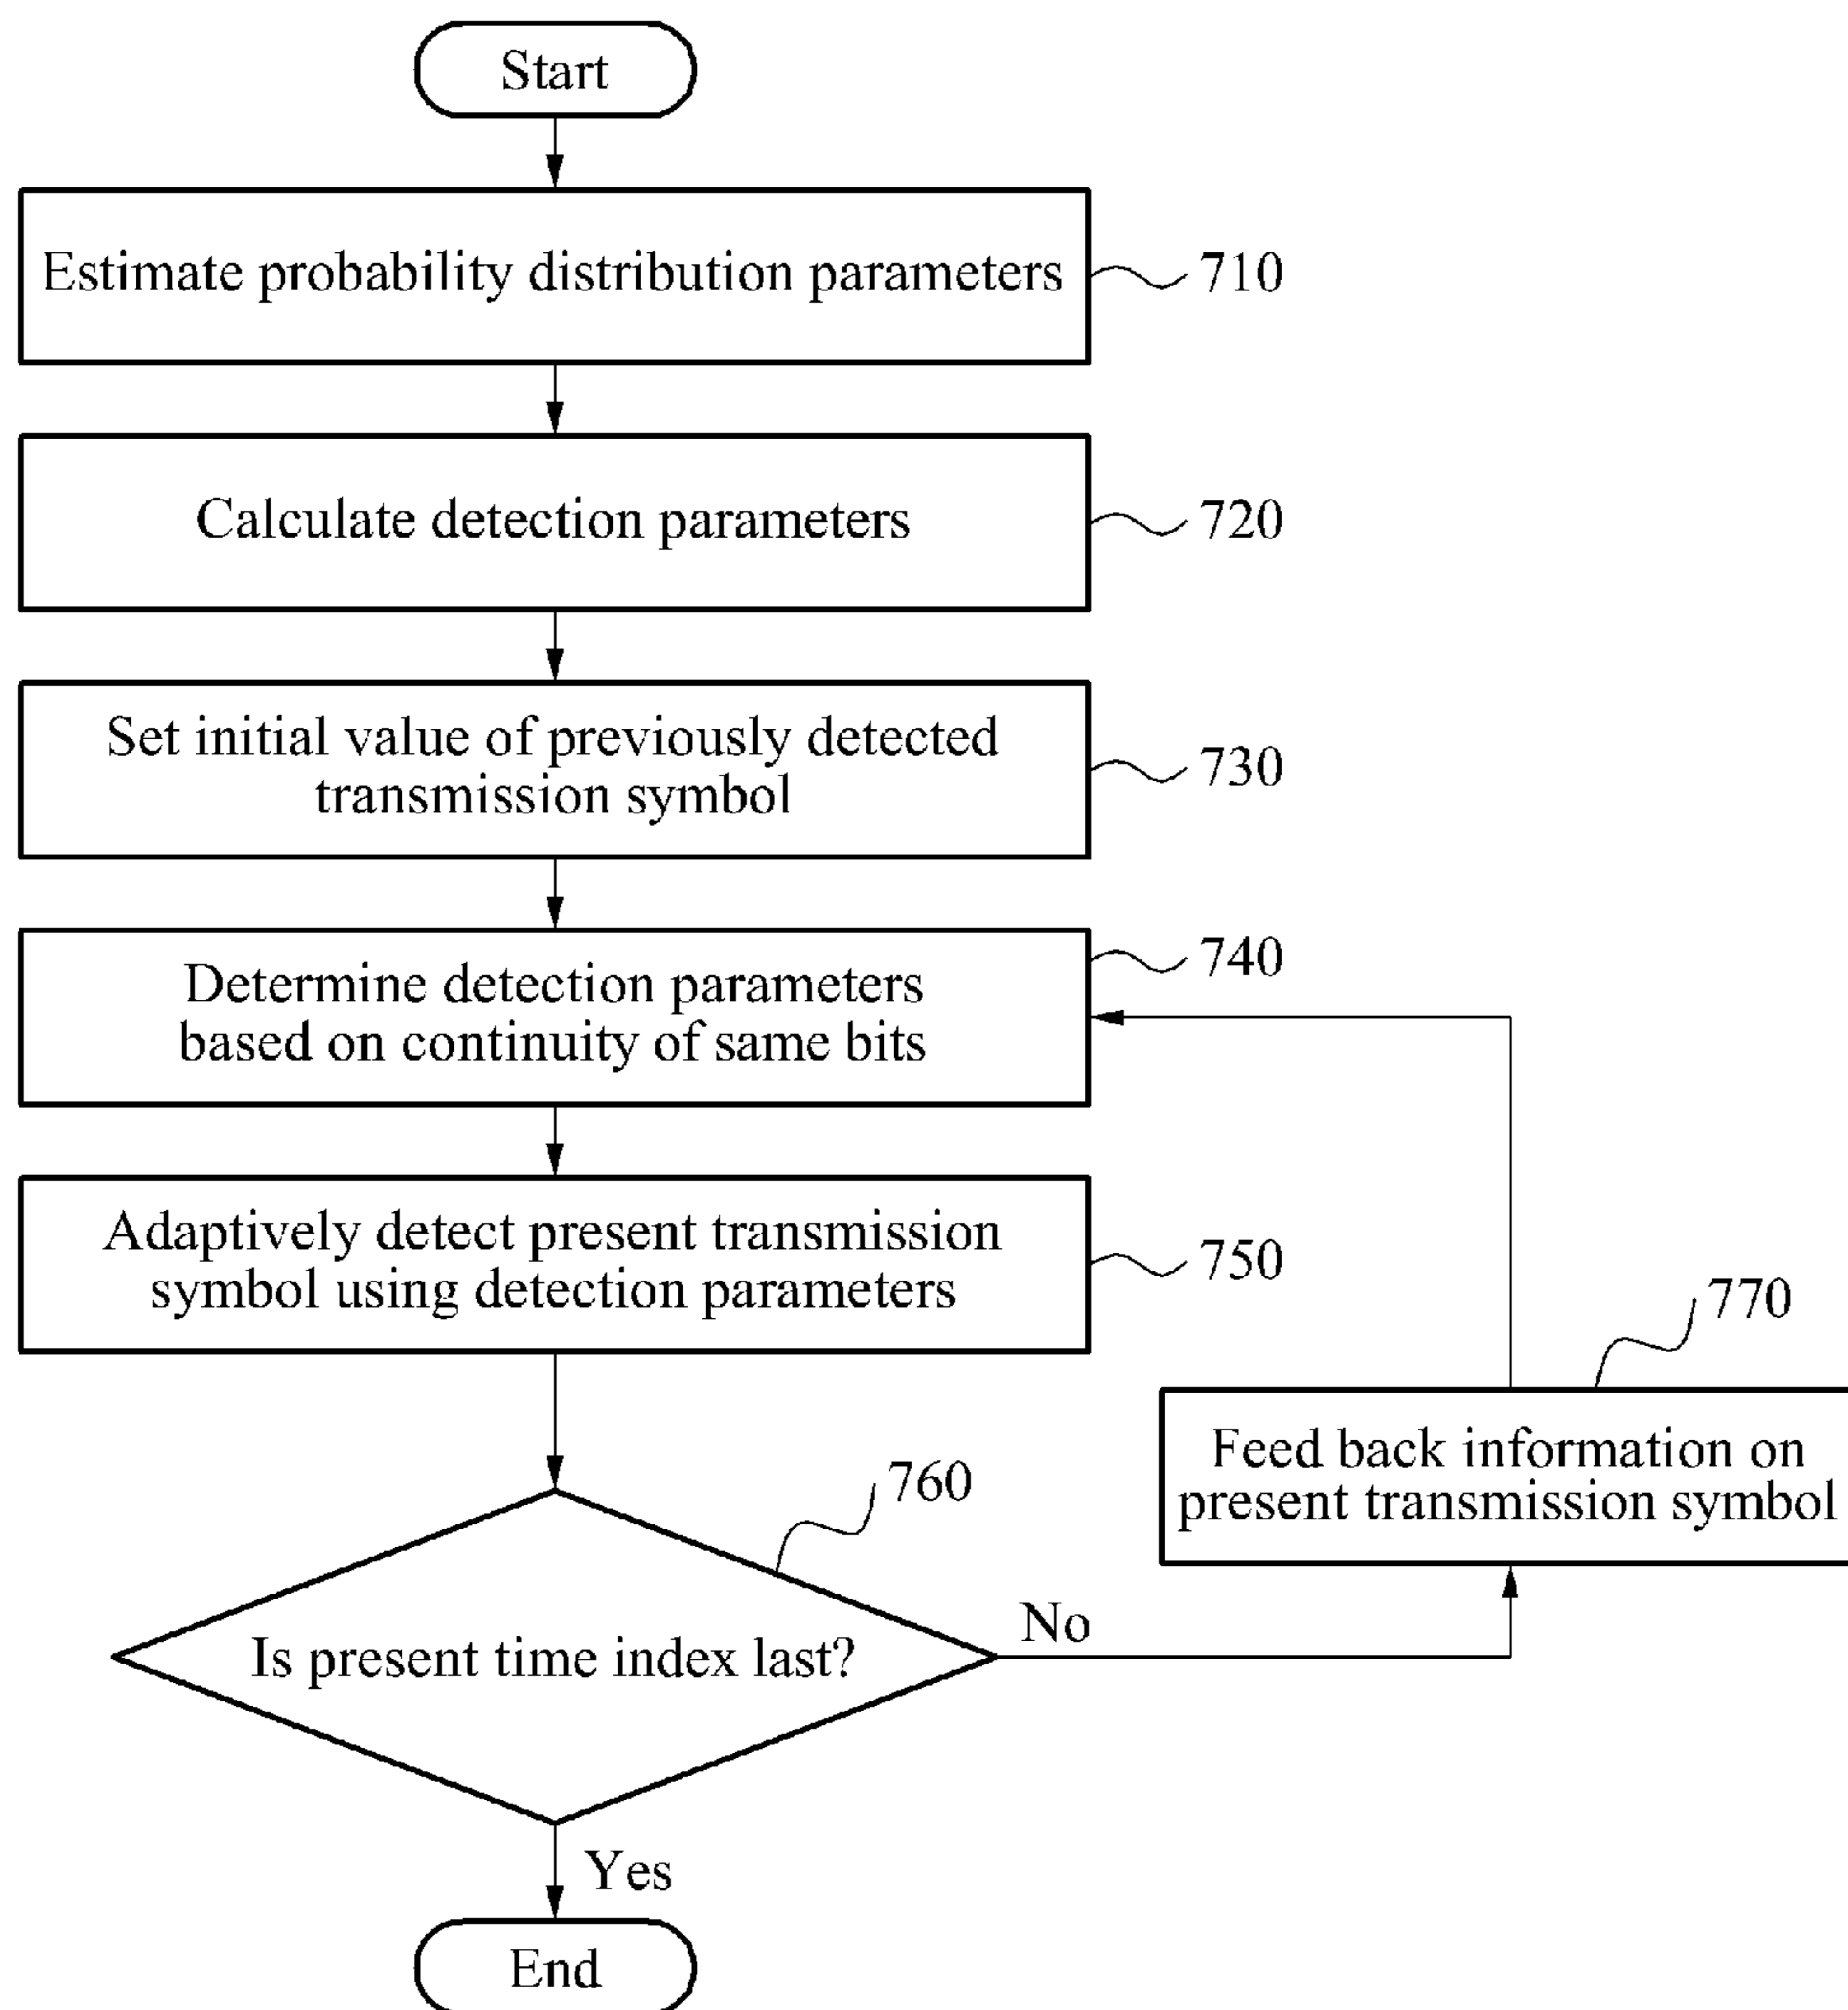 Start
Estimate probability distribution parameters
710
Calculate detection parameters
720
Set initial value of previously detected
transmission symbol
730
Determine detection parameters
based on continuity of same bits
740
Adaptively detect present transmission
symbol using detection parameters
750
770
Feed back information on
present transmission symbol
760
Is present time index last?
No
Yes
End